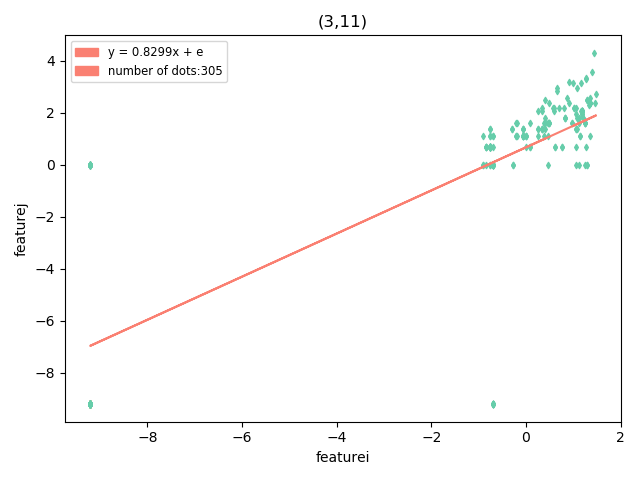 (3,11)
y = 0.8299x + e
number of dots:305
4
2
0
−2
−4
−6
−8
featurej
−8 −6 −4 −2 0 2
featurei